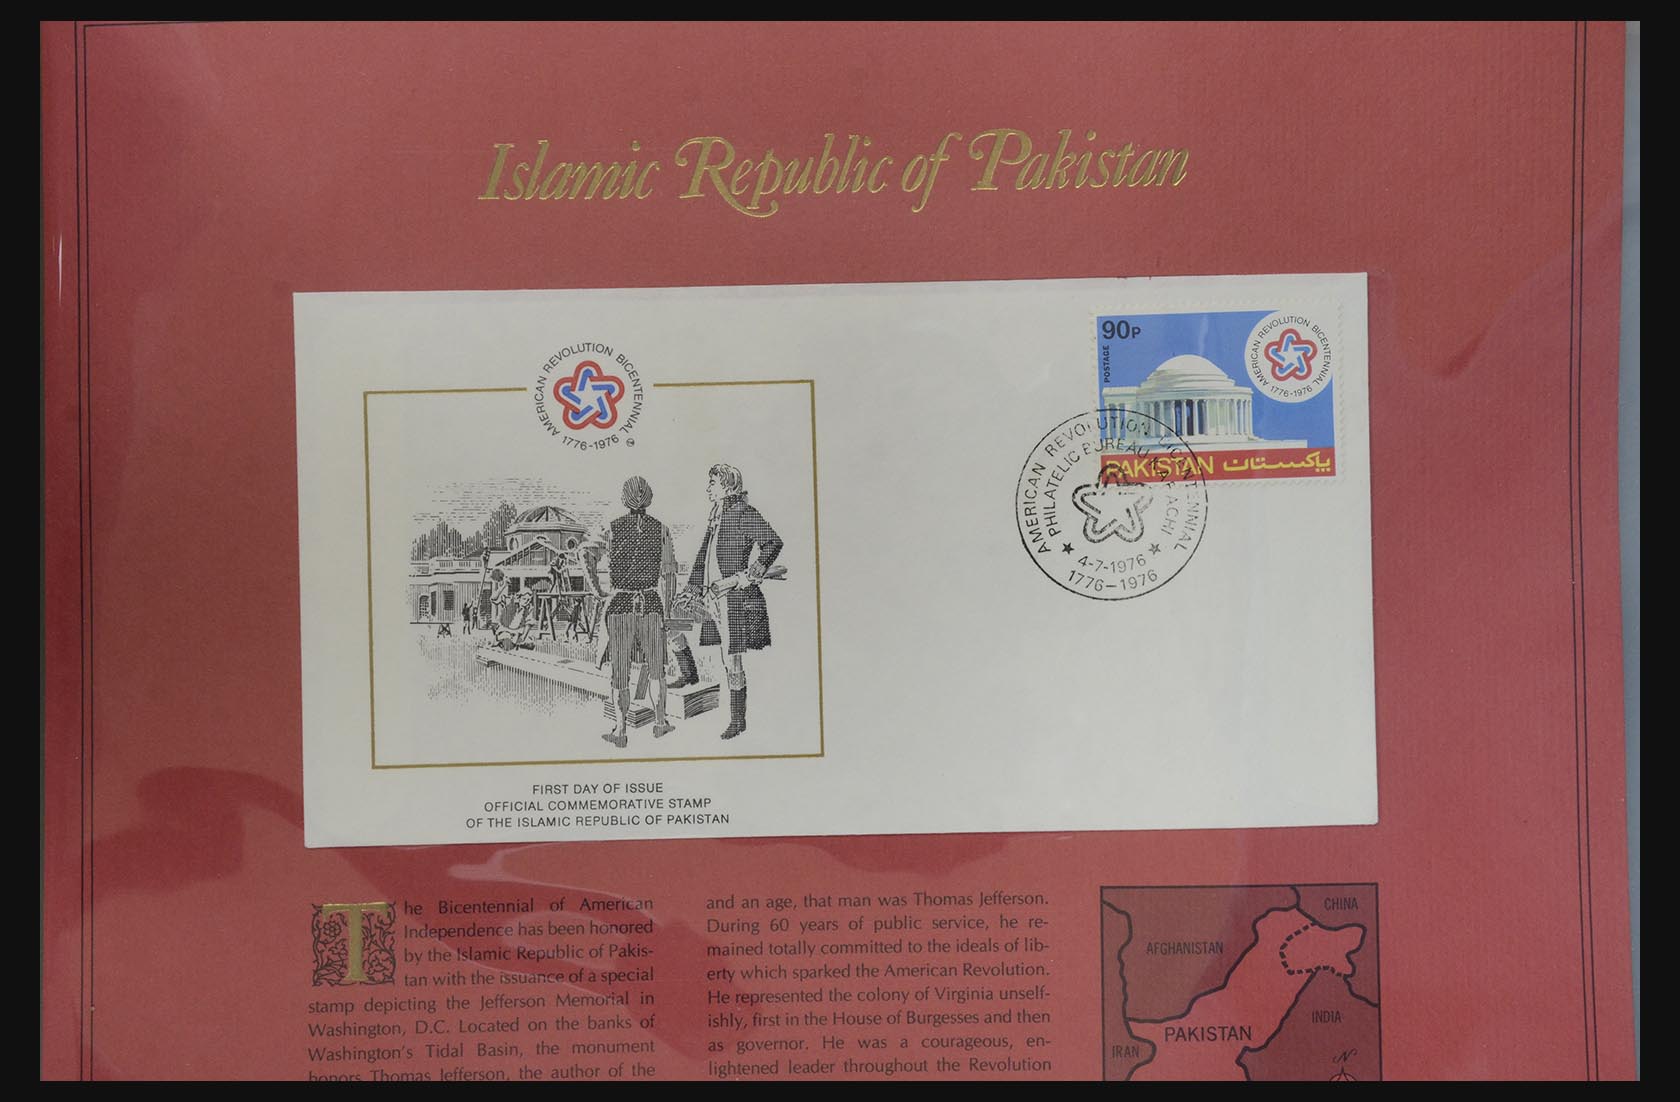 Islamic Republic of Pakistan
AMERICAN REVOLUTION BICENTENNIAL
1776-1976
90P
POSTAGE
AMERICAN REVOLUTION BICENTENNIAL
1776-1976
PAKISTAN پاکستان
AMERICAN REVOLUTION BICENTENNIAL
PHILATELIC BUREAU KARACHI
4-7-1976
1776-1976
FIRST DAY OF ISSUE
OFFICIAL COMMEMORATIVE STAMP
OF THE ISLAMIC REPUBLIC OF PAKISTAN
The Bicentennial of American
Independence has been honored
by the Islamic Republic of Pakis-
tan with the issuance of a special
stamp depicting the Jefferson Memorial in
Washington, D.C. Located on the banks of
Washington's Tidal Basin, the monument
honors Thomas Jefferson, the author of the
and an age, that man was Thomas Jefferson.
During 60 years of public service, he re-
mained totally committed to the ideals of lib-
erty which sparked the American Revolution.
He represented the colony of Virginia unself-
ishly, first in the House of Burgesses and then
as governor. He was a courageous, en-
lightened leader throughout the Revolution
CHINA
AFGHANISTAN
INDIA
PAKISTAN
IRAN
N